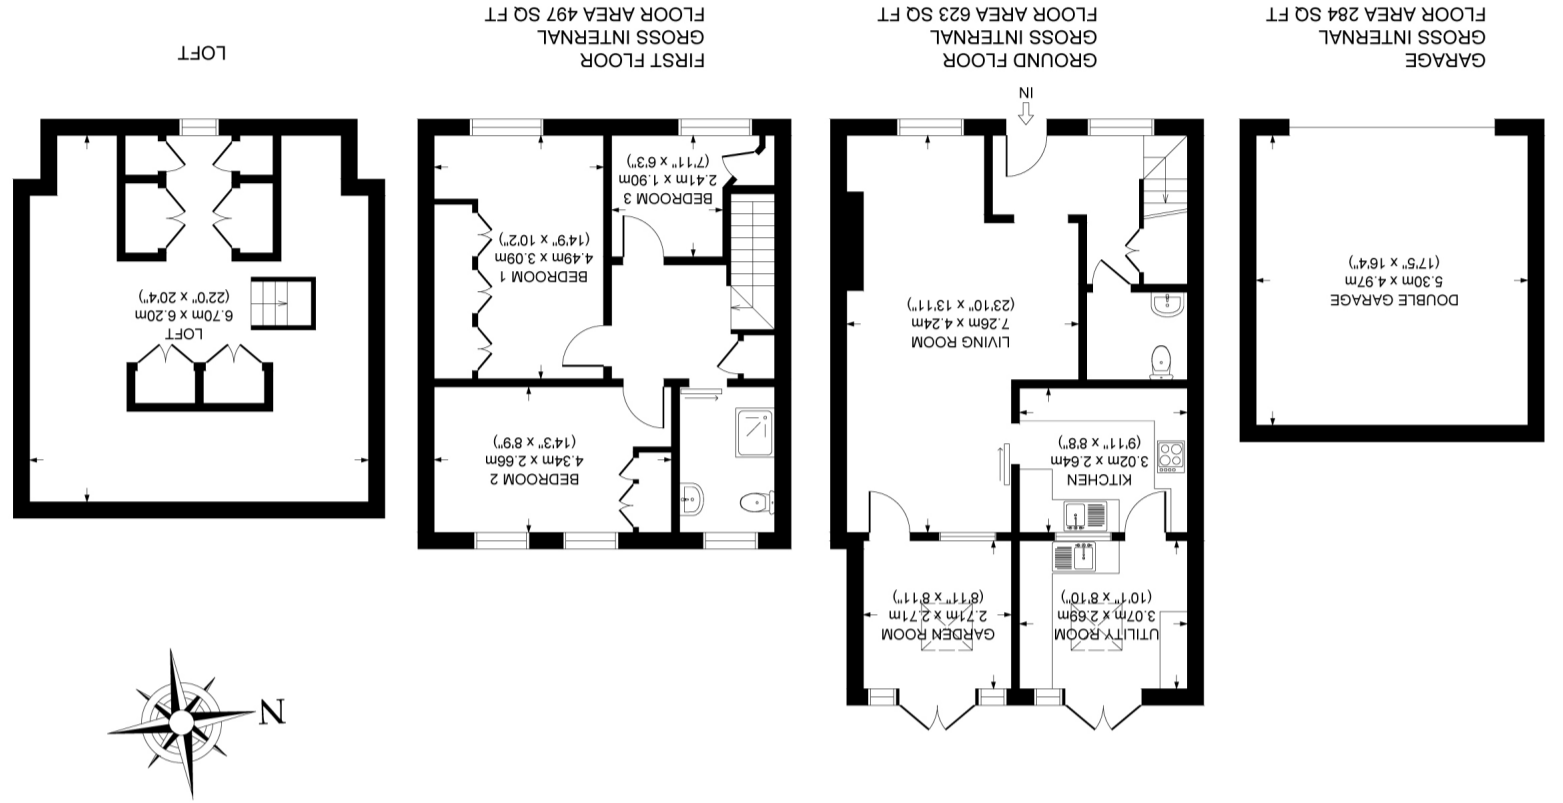 N
DOUBLE GARAGE
5.30m x 4.97m
(17'5" x 16'4")
GARAGE
GROSS INTERNAL
FLOOR AREA 284 SQ FT
UTILITY ROOM
3.07m x 2.69m
(10'1" x 8'10")
GARDEN ROOM
2.71m x 2.71m
(8'11" x 8'11")
KITCHEN
3.02m x 2.64m
(9'11" x 8'8")
LIVING ROOM
7.26m x 4.24m
(23'10" x 13'11")
IN
GROUND FLOOR
GROSS INTERNAL
FLOOR AREA 623 SQ FT
BEDROOM 2
4.34m x 2.66m
(14'3" x 8'9")
BEDROOM 1
4.49m x 3.09m
(14'9" x 10'2")
BEDROOM 3
2.41m x 1.90m
(7'11" x 6'3")
FIRST FLOOR
GROSS INTERNAL
FLOOR AREA 497 SQ FT
LOFT
6.70m x 6.20m
(22'0" x 20'4")
LOFT